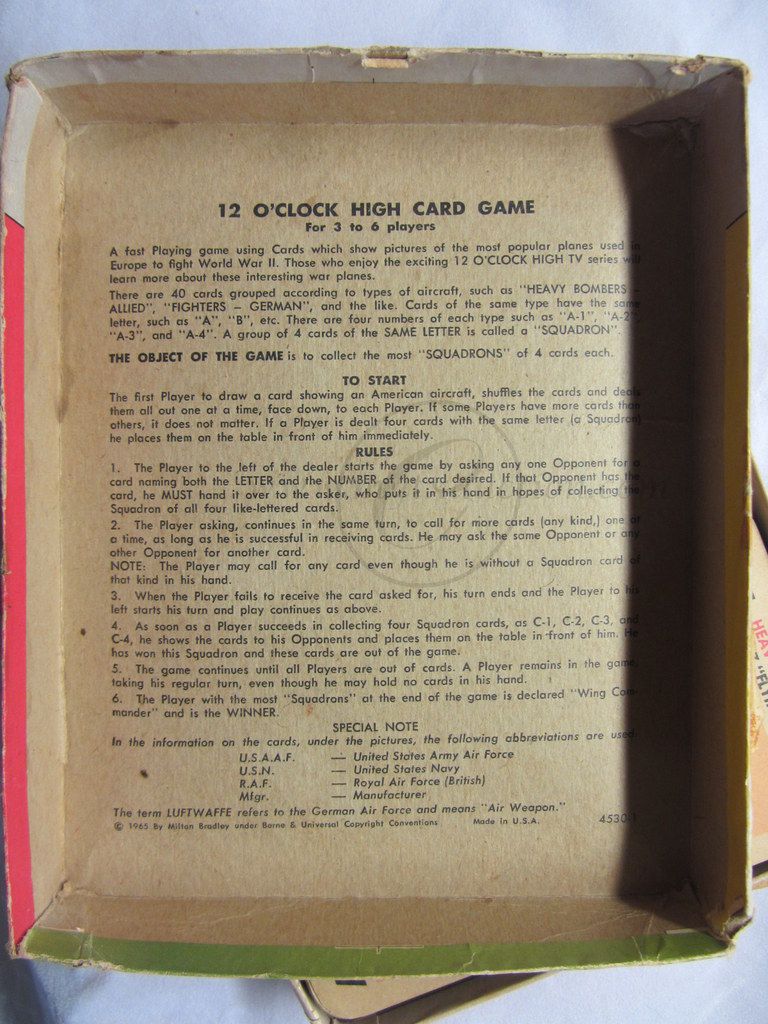 12 O'CLOCK HIGH CARD GAME
For 3 to 6 players
A fast Playing game using Cards which show pictures of the most popular planes used in
Europe to fight World War II. Those who enjoy the exciting 12 O'CLOCK HIGH TV series will
learn more about these interesting war planes.
There are 40 cards grouped according to types of aircraft, such as "HEAVY BOMBERS –
ALLIED", "FIGHTERS – GERMAN", and the like. Cards of the same type have the same
letter, such as "A", "B", etc. There are four numbers of each type such as "A-1", "A-2"
"A-3", and "A-4". A group of 4 cards of the SAME LETTER is called a "SQUADRON".
THE OBJECT OF THE GAME is to collect the most "SQUADRONS" of 4 cards each.
TO START
The first Player to draw a card showing an American aircraft, shuffles the cards and deals
them all out one at a time, face down, to each Player. If some Players have more cards than
others, it does not matter. If a Player is dealt four cards with the same letter (a Squadron)
he places them on the table in front of him immediately.
RULES
1. The Player to the left of the dealer starts the game by asking any one Opponent for a
card naming both the LETTER and the NUMBER of the card desired. If that Opponent has the
card, he MUST hand it over to the asker, who puts it in his hand in hopes of collecting the
Squadron of all four like-lettered cards.
2. The Player asking, continues in the same turn, to call for more cards (any kind,) one at
a time, as long as he is successful in receiving cards. He may ask the same Opponent or any
other Opponent for another card.
NOTE: The Player may call for any card even though he is without a Squadron card of
that kind in his hand.
3. When the Player fails to receive the card asked for, his turn ends and the Player to his
left starts his turn and play continues as above.
4. As soon as a Player succeeds in collecting four Squadron cards, as C-1, C-2, C-3, and
C-4, he shows the cards to his Opponents and places them on the table in front of him. He
has won this Squadron and these cards are out of the game.
5. The game continues until all Players are out of cards. A Player remains in the game,
taking his regular turn, even though he may hold no cards in his hand.
6. The Player with the most "Squadrons" at the end of the game is declared "Wing Com-
mander" and is the WINNER.
SPECIAL NOTE
In the information on the cards, under the pictures, the following abbreviations are used:
U.S.A.A.F. — United States Army Air Force
U.S.N. — United States Navy
R.A.F. — Royal Air Force (British)
Mfgr. — Manufacturer
The term LUFTWAFFE refers to the German Air Force and means "Air Weapon."
© 1965 By Milton Bradley under Berne & Universal Copyright Conventions Made in U.S.A. 4530
HEAV